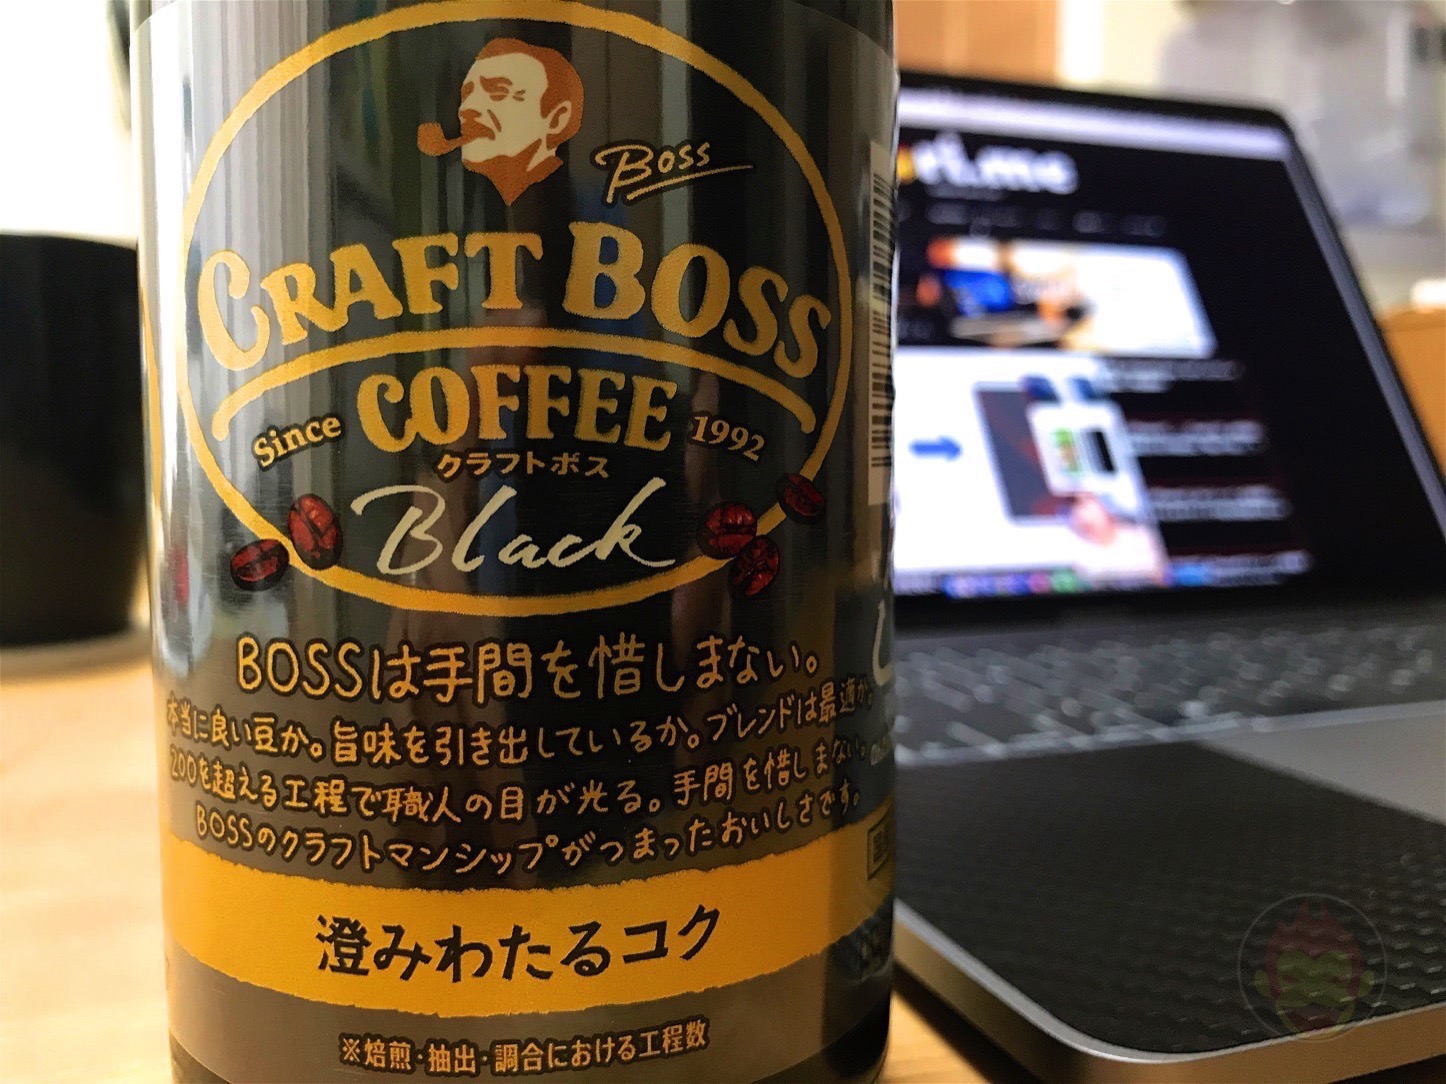 BOSS
CRAFT BOSS
COFFEE
Since 1992
クラフトボス
Black
BOSSは手間を惜しまない。
本当に良い豆か。旨味を引き出しているか。ブレンドは最適か。
200を超える工程で職人の目が光る。手間を惜しまない。
BOSSのクラフトマンシップがつまったおいしさです。
澄みわたるコク
※焙煎・抽出・調合における工程数
ri.me